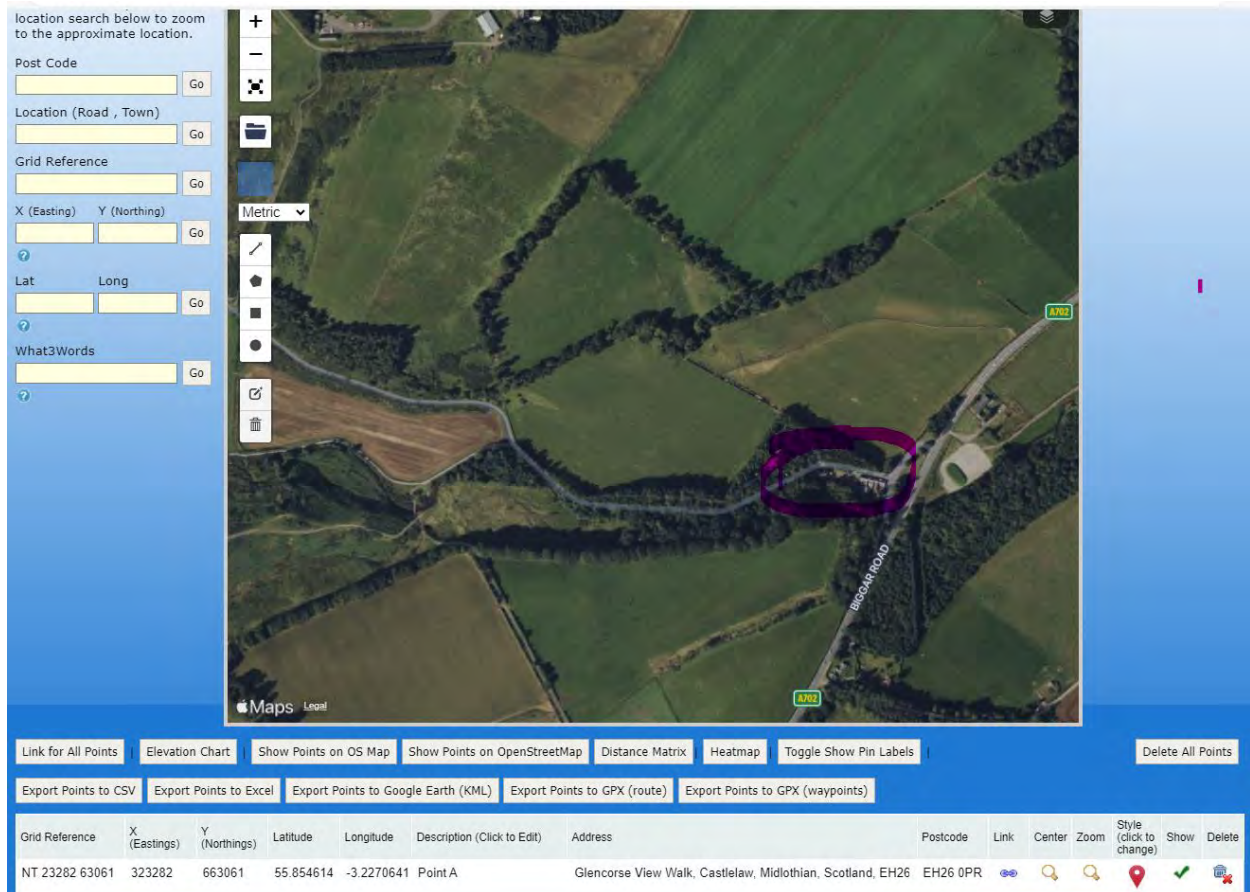 location search below to zoom
to the approximate location.
Post Code
Go
Location (Road , Town)
Go
Grid Reference
Go
X (Easting) Y (Northing)
Go
?
Lat Long
Go
?
What3Words
Go
?
+
−
Metric
A702
BIGGAR ROAD
A702
Maps Legal
Link for All Points | Elevation Chart | Show Points on OS Map Show Points on OpenStreetMap Distance Matrix | Heatmap | Toggle Show Pin Labels | Delete All Points
Export Points to CSV Export Points to Excel Export Points to Google Earth (KML) Export Points to GPX (route) Export Points to GPX (waypoints)
Grid Reference X (Eastings) Y (Northings) Latitude Longitude Description (Click to Edit) Address Postcode Link Center Zoom Style (click to change) Show Delete
NT 23282 63061 323282 663061 55.854614 -3.2270641 Point A Glencorse View Walk, Castlelaw, Midlothian, Scotland, EH26 EH26 0PR